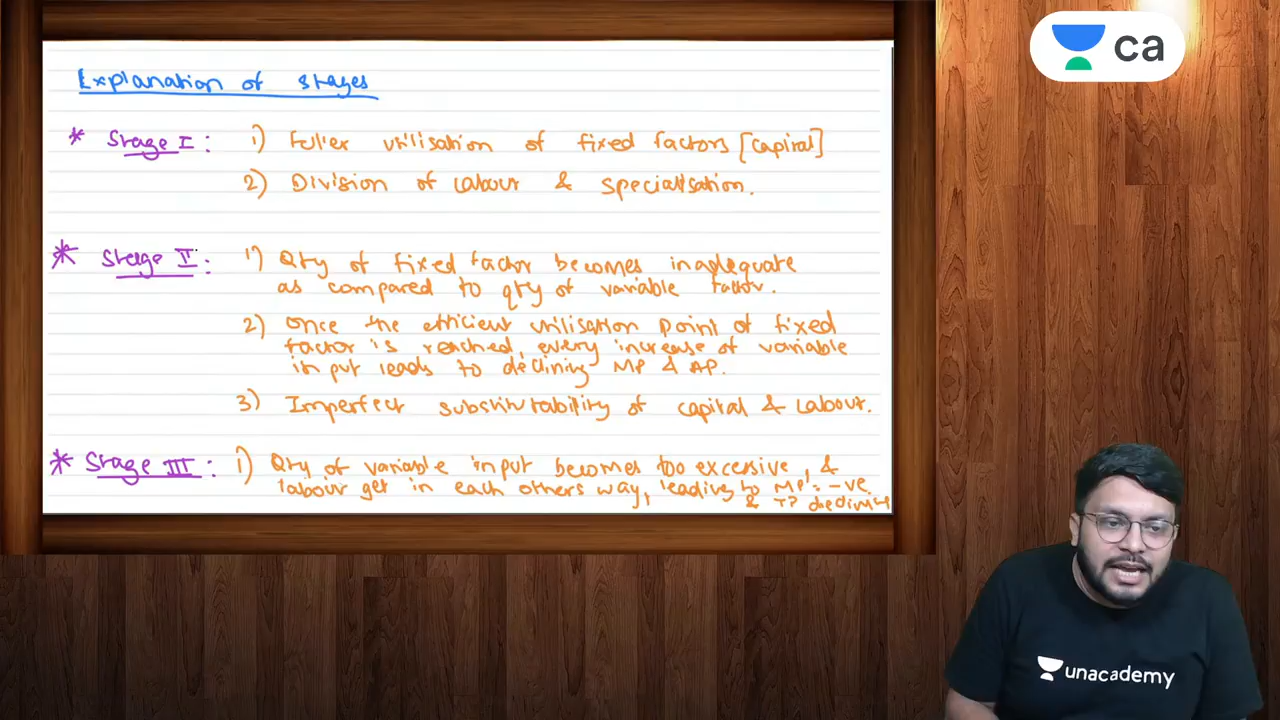 ca
Explanation of stages
* Stage I : 1) Fuller utilisation of fixed factors [capital]
2) Division of labour & specialisation.
* Stage II : 1) Qty of fixed factor becomes inadequate
as compared to qty of variable factor.
2) Once the efficient utilisation point of fixed
factor is reached, every increase of variable
input leads to declining MP & AP.
3) Imperfect substitutability of capital & labour.
* Stage III : 1) Qty of variable input becomes too excessive, &
labour get in each others way, leading to MP = -ve
& TP declining
unacademy